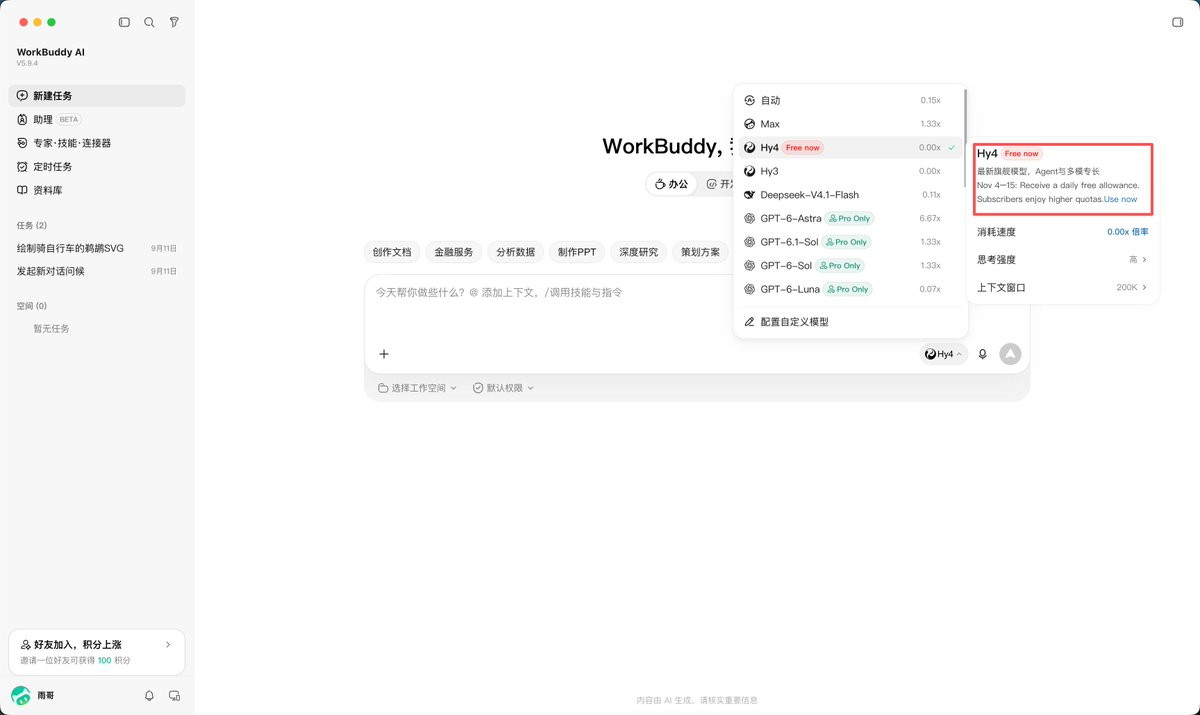 WorkBuddy AI
V5.9.4
新建任务
助理 BETA
专家·技能·连接器
定时任务
资料库
任务 (2)
绘制骑自行车的鹈鹕SVG 9月11日
发起新对话问候 9月11日
空间 (0)
暂无任务
好友加入，积分上涨
邀请一位好友可获得 100 积分
雨哥
WorkBuddy,
办公
创作文档 金融服务 分析数据 制作PPT 深度研究 策划方案
今天帮你做些什么？@ 添加上下文，/调用技能与指令
Hy4
选择工作空间 默认权限
自动 0.15x
Max 1.33x
Hy4 Free now 0.00x
Hy3 0.00x
Deepseek-V4.1-Flash 0.11x
GPT-6-Astra Pro Only 6.67x
GPT-6.1-Sol Pro Only 1.33x
GPT-6-Sol Pro Only 1.33x
GPT-6-Luna Pro Only 0.07x
配置自定义模型
Hy4 Free now
最新旗舰模型，Agent与多模专长
Nov 4—15: Receive a daily free allowance.
Subscribers enjoy higher quotas.Use now
消耗速度 0.00x 倍率
思考强度 高
上下文窗口 200K
内容由 AI 生成，请核实重要信息